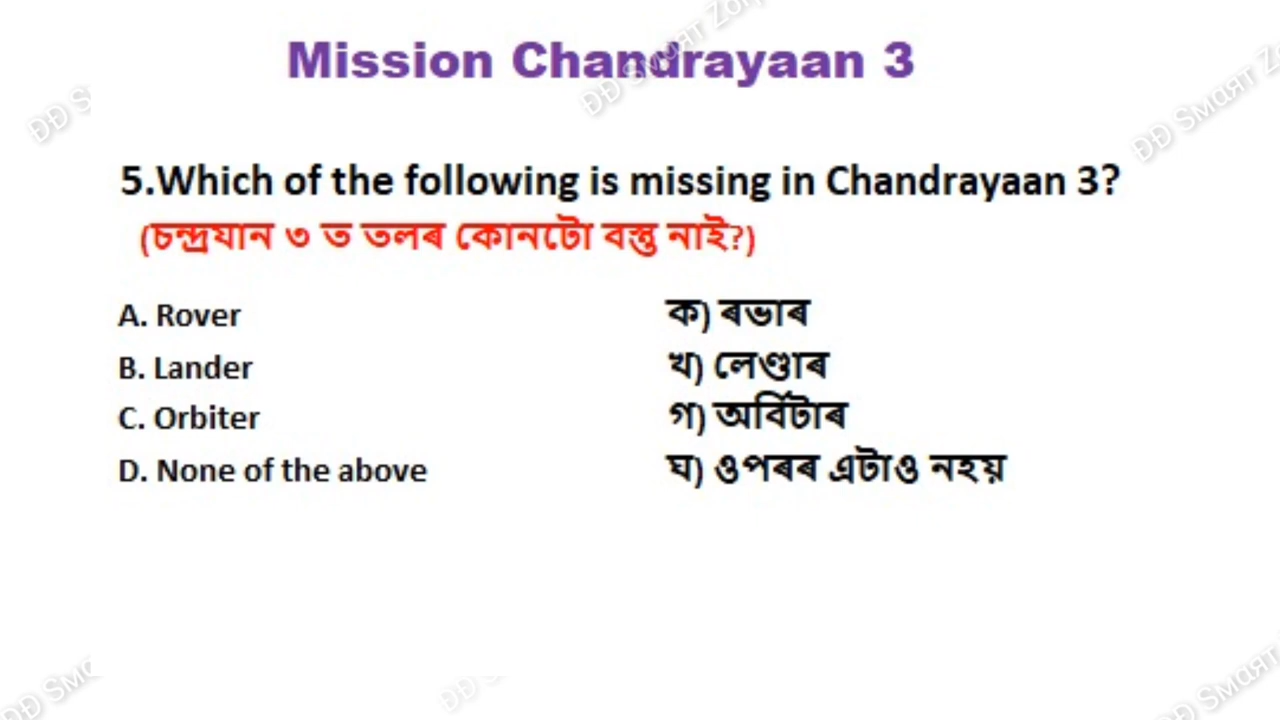 Mission Chandrayaan 3
5.Which of the following is missing in Chandrayaan 3?
(চন্দ্ৰযান ৩ ত তলৰ কোনটো বস্তু নাই?)
A. Rover ক) ৰভাৰ
B. Lander খ) লেণ্ডাৰ
C. Orbiter গ) অৰ্বিটাৰ
D. None of the above ঘ) ওপৰৰ এটাও নহয়